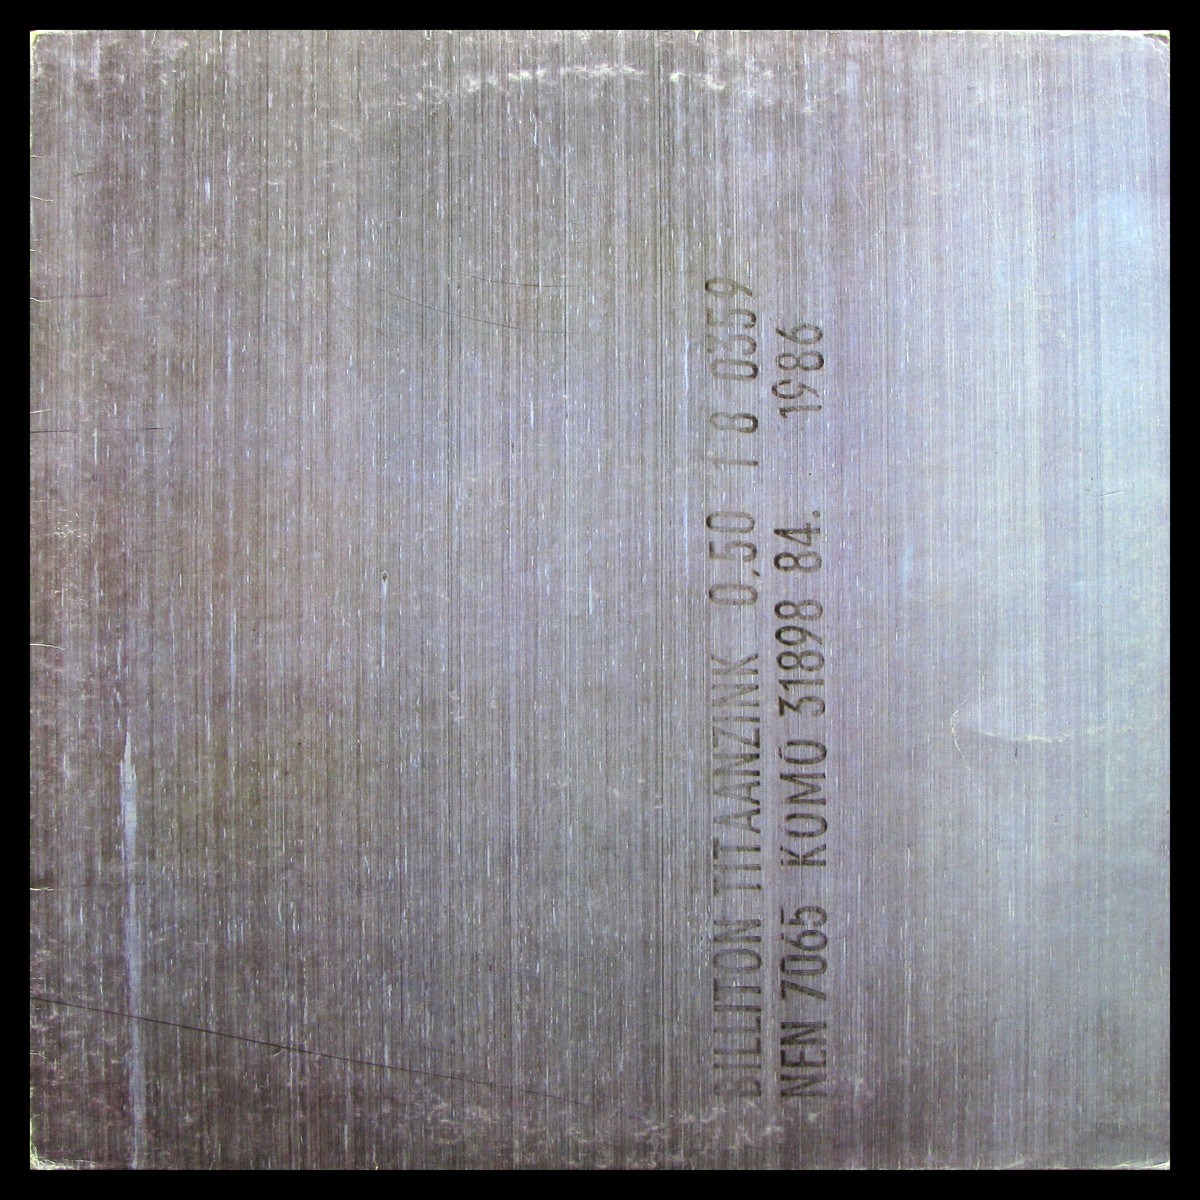 BILLITON TITAANZINK 0,50 1 8 0359
NEN 7065 KOMO 31898 84. 1986